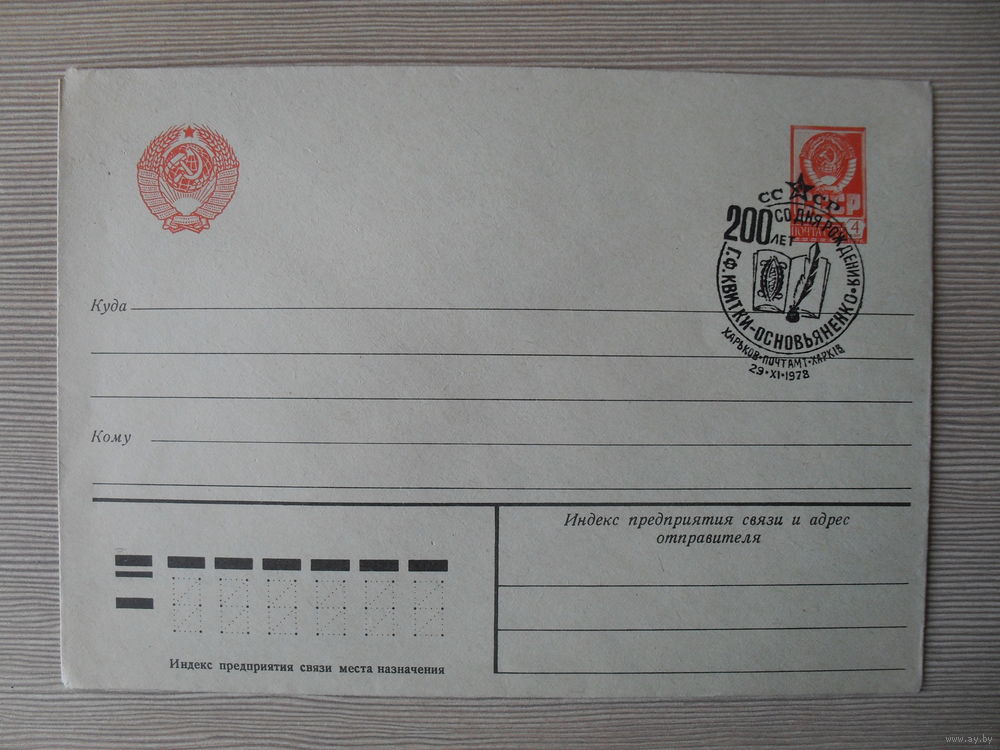 СССР
ПОЧТА
4
СССР
200 ЛЕТ СО ДНЯ РОЖДЕНИЯ
Г.Ф. КВИТКИ-ОСНОВЬЯНЕНКО
ХАРЬКОВ·ПОЧТАМТ·ХАРКІВ
29·XI·1978
Куда
Кому
Индекс предприятия связи и адрес
отправителя
Индекс предприятия связи места назначения
www.ay.by